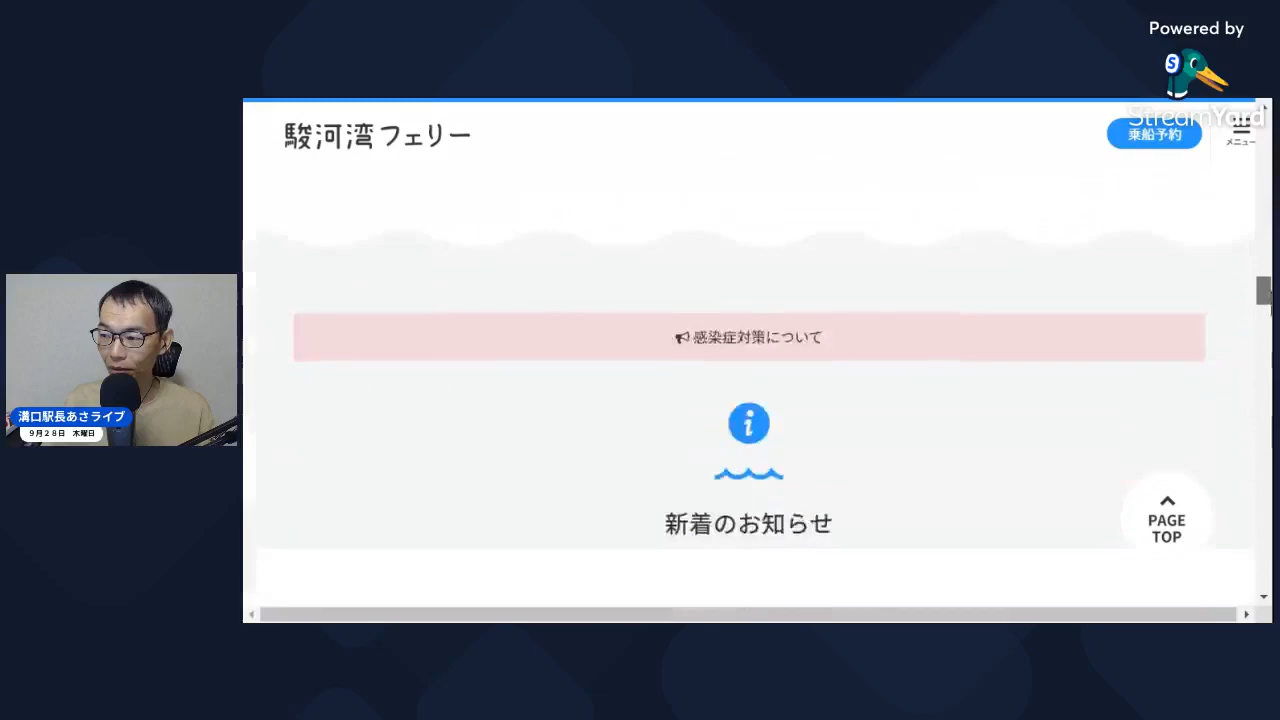 Powered by
StreamYard
駿河湾フェリー
乗船予約
メニュー
感染症対策について
i
新着のお知らせ
PAGE
TOP
溝口駅長あさライブ
9月28日 木曜日